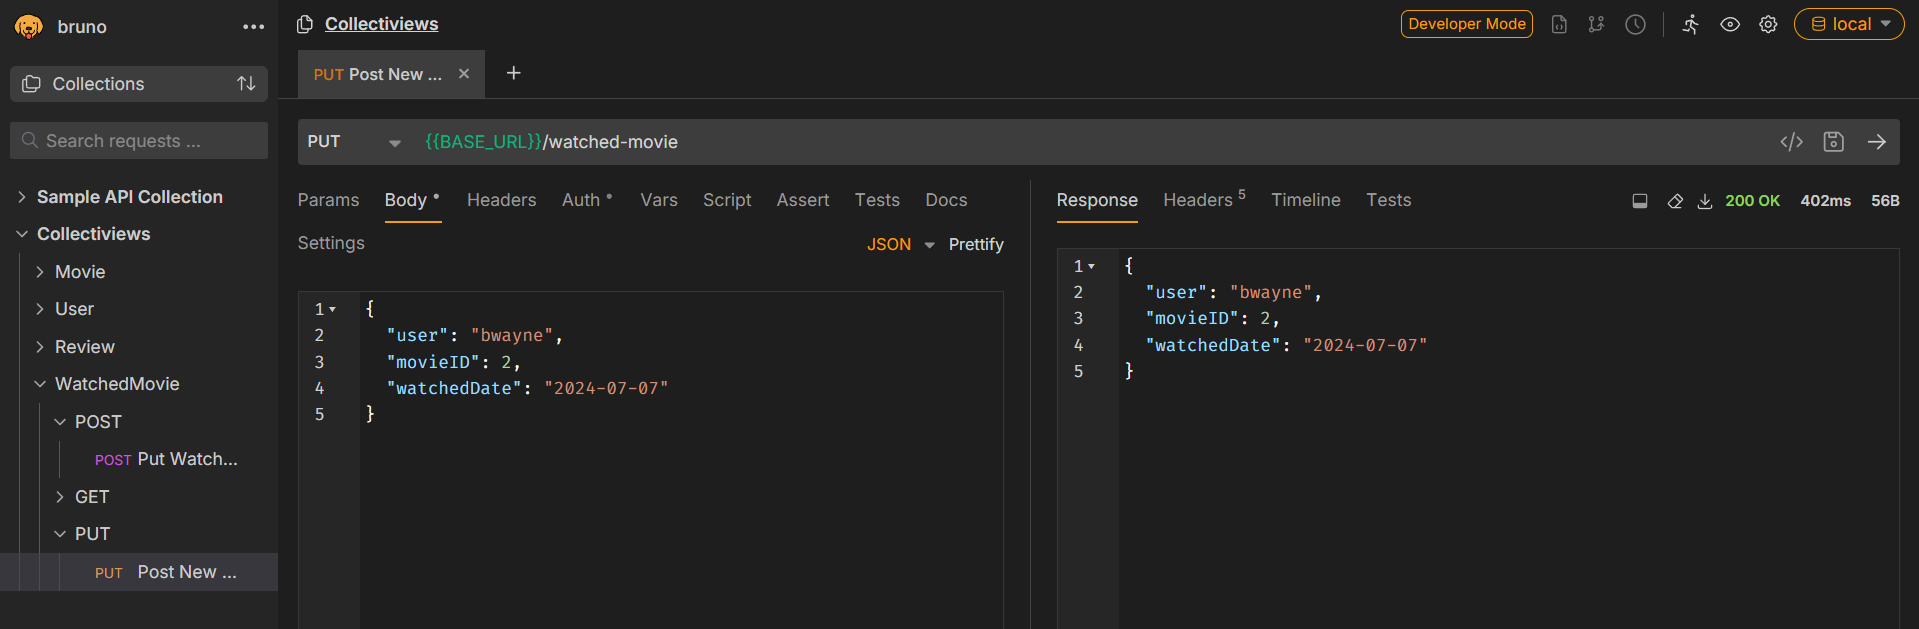 bruno
Collections
Search requests ...
Sample API Collection
Collectiviews
Movie
User
Review
WatchedMovie
POST
POST Put Watch...
GET
PUT
PUT Post New ...
Collectiviews
Developer Mode
local
PUT Post New ...
PUT {{BASE_URL}}/watched-movie
Params Body Headers Auth Vars Script Assert Tests Docs
Settings
JSON Prettify
1 {
2 "user": "bwayne",
3 "movieID": 2,
4 "watchedDate": "2024-07-07"
5 }
Response Headers 5 Timeline Tests
200 OK 402ms 56B
1 {
2 "user": "bwayne",
3 "movieID": 2,
4 "watchedDate": "2024-07-07"
5 }